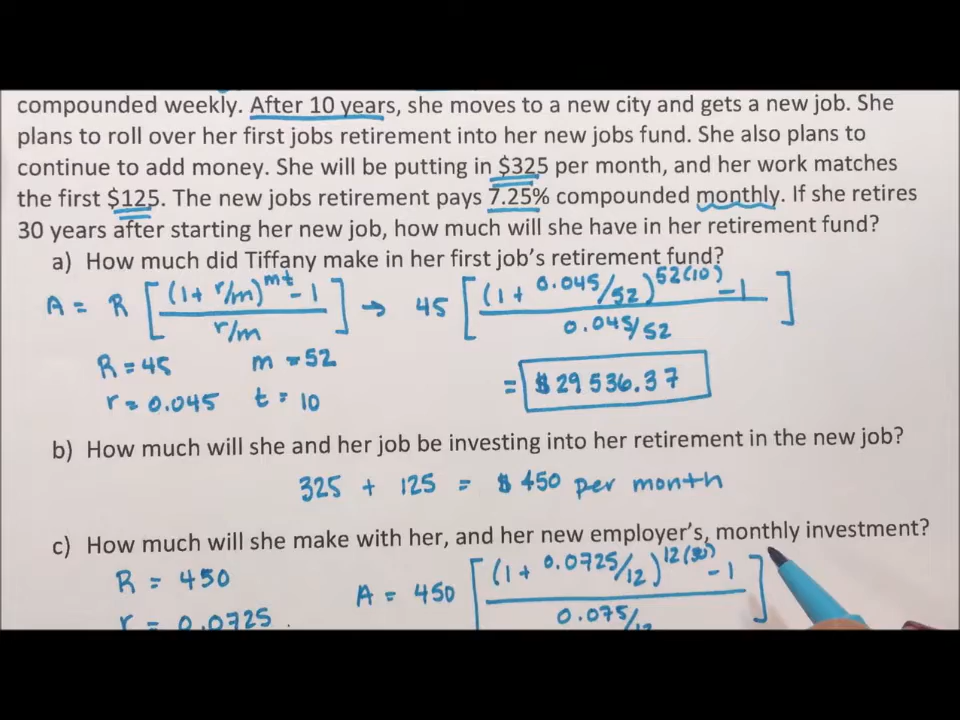 compounded weekly. After 10 years, she moves to a new city and gets a new job. She
plans to roll over her first jobs retirement into her new jobs fund. She also plans to
continue to add money. She will be putting in $325 per month, and her work matches
the first $125. The new jobs retirement pays 7.25% compounded monthly. If she retires
30 years after starting her new job, how much will she have in her retirement fund?
a) How much did Tiffany make in her first job's retirement fund?
A = R [ ((1 + r/m)^mt - 1) / (r/m) ] → 45 [ ((1 + 0.045/52)^52(10) - 1) / (0.045/52) ]
R = 45 m = 52
r = 0.045 t = 10
= $ 29 536.37
b) How much will she and her job be investing into her retirement in the new job?
325 + 125 = $ 450 per month
c) How much will she make with her, and her new employer's, monthly investment?
R = 450
A = 450 [ ((1 + 0.0725/12)^12(30) - 1) / (0.075/12) ]
r = 0.0725